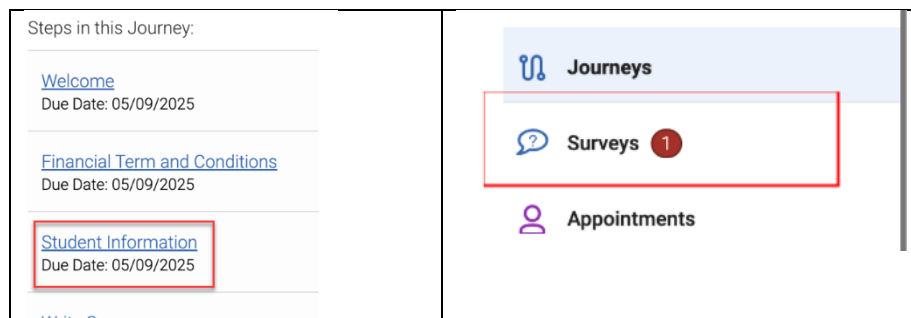 Steps in this Journey:
Welcome
Due Date: 05/09/2025
Financial Term and Conditions
Due Date: 05/09/2025
Student Information
Due Date: 05/09/2025
Journeys
Surveys 1
Appointments